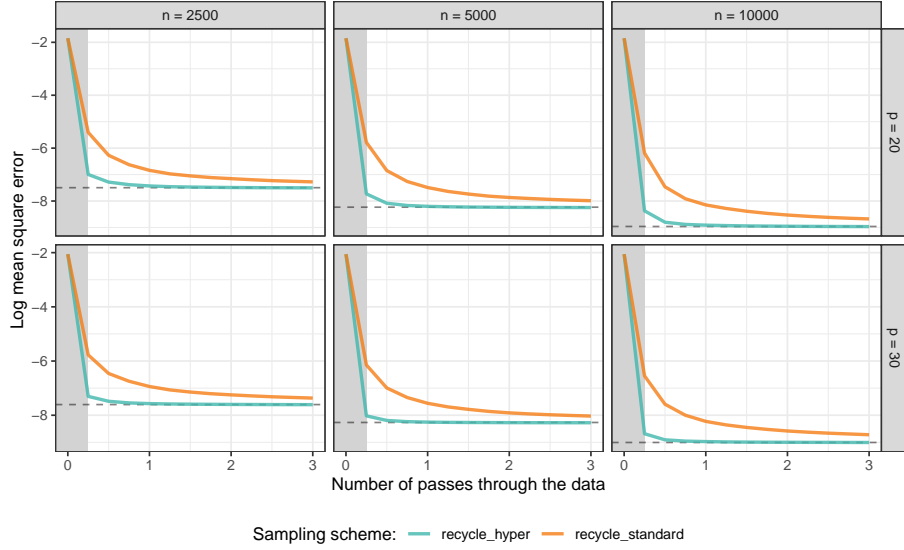 n = 2500
n = 5000
n = 10000
−2
−4
−6
−8
p = 20
−2
−4
−6
−8
p = 30
Log mean square error
0 1 2 3
0 1 2 3
0 1 2 3
Number of passes through the data
Sampling scheme: recycle_hyper recycle_standard